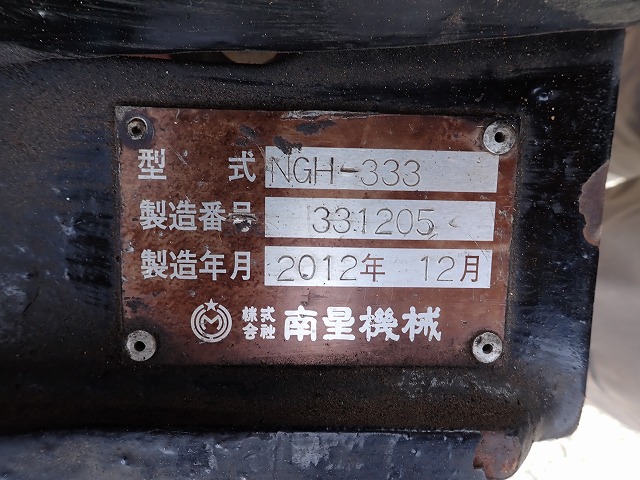 型 式 NGH-333
製造番号 331205
製造年月 2012年 12月
株式会社 南星機械